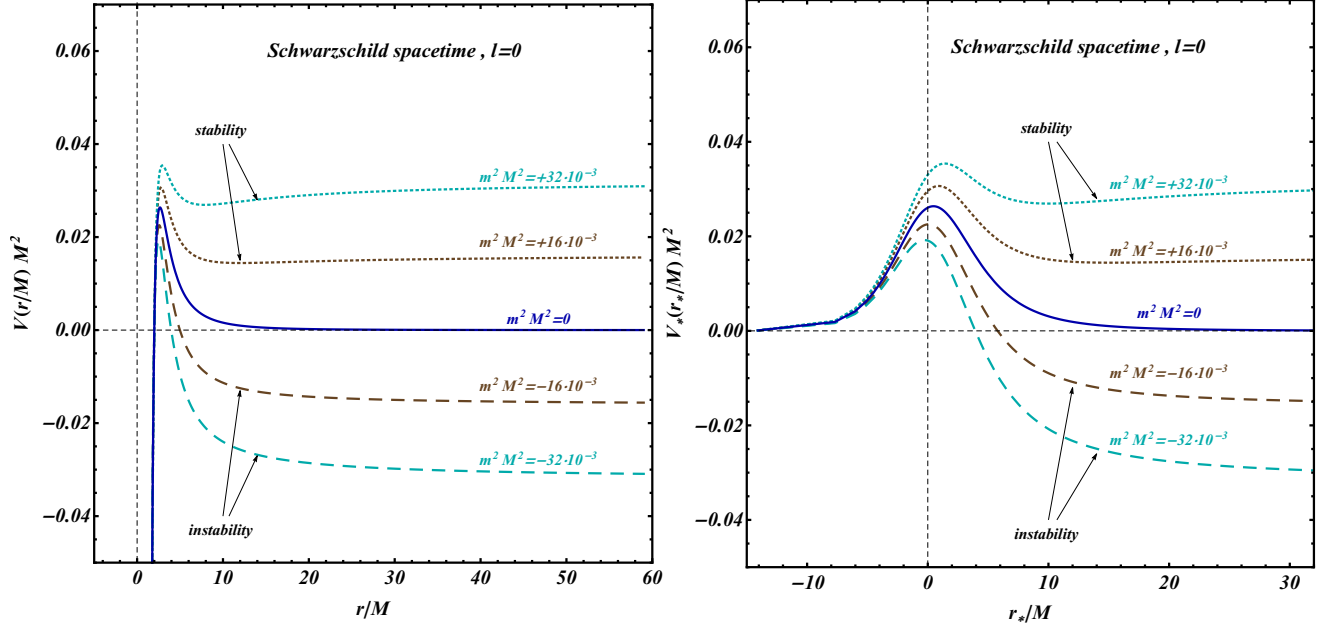 Schwarzschild spacetime , l=0
stability
m² M²=+32·10⁻³
m² M²=+16·10⁻³
m² M²=0
m² M²=−16·10⁻³
m² M²=−32·10⁻³
instability
0.06
0.04
0.02
0.00
−0.02
−0.04
V(r/M) M²
0 10 20 30 40 50 60
r/M
Schwarzschild spacetime , l=0
stability
m² M²=+32·10⁻³
m² M²=+16·10⁻³
m² M²=0
m² M²=−16·10⁻³
m² M²=−32·10⁻³
instability
0.06
0.04
0.02
0.00
−0.02
−0.04
V*(r*/M) M²
−10 0 10 20 30
r*/M